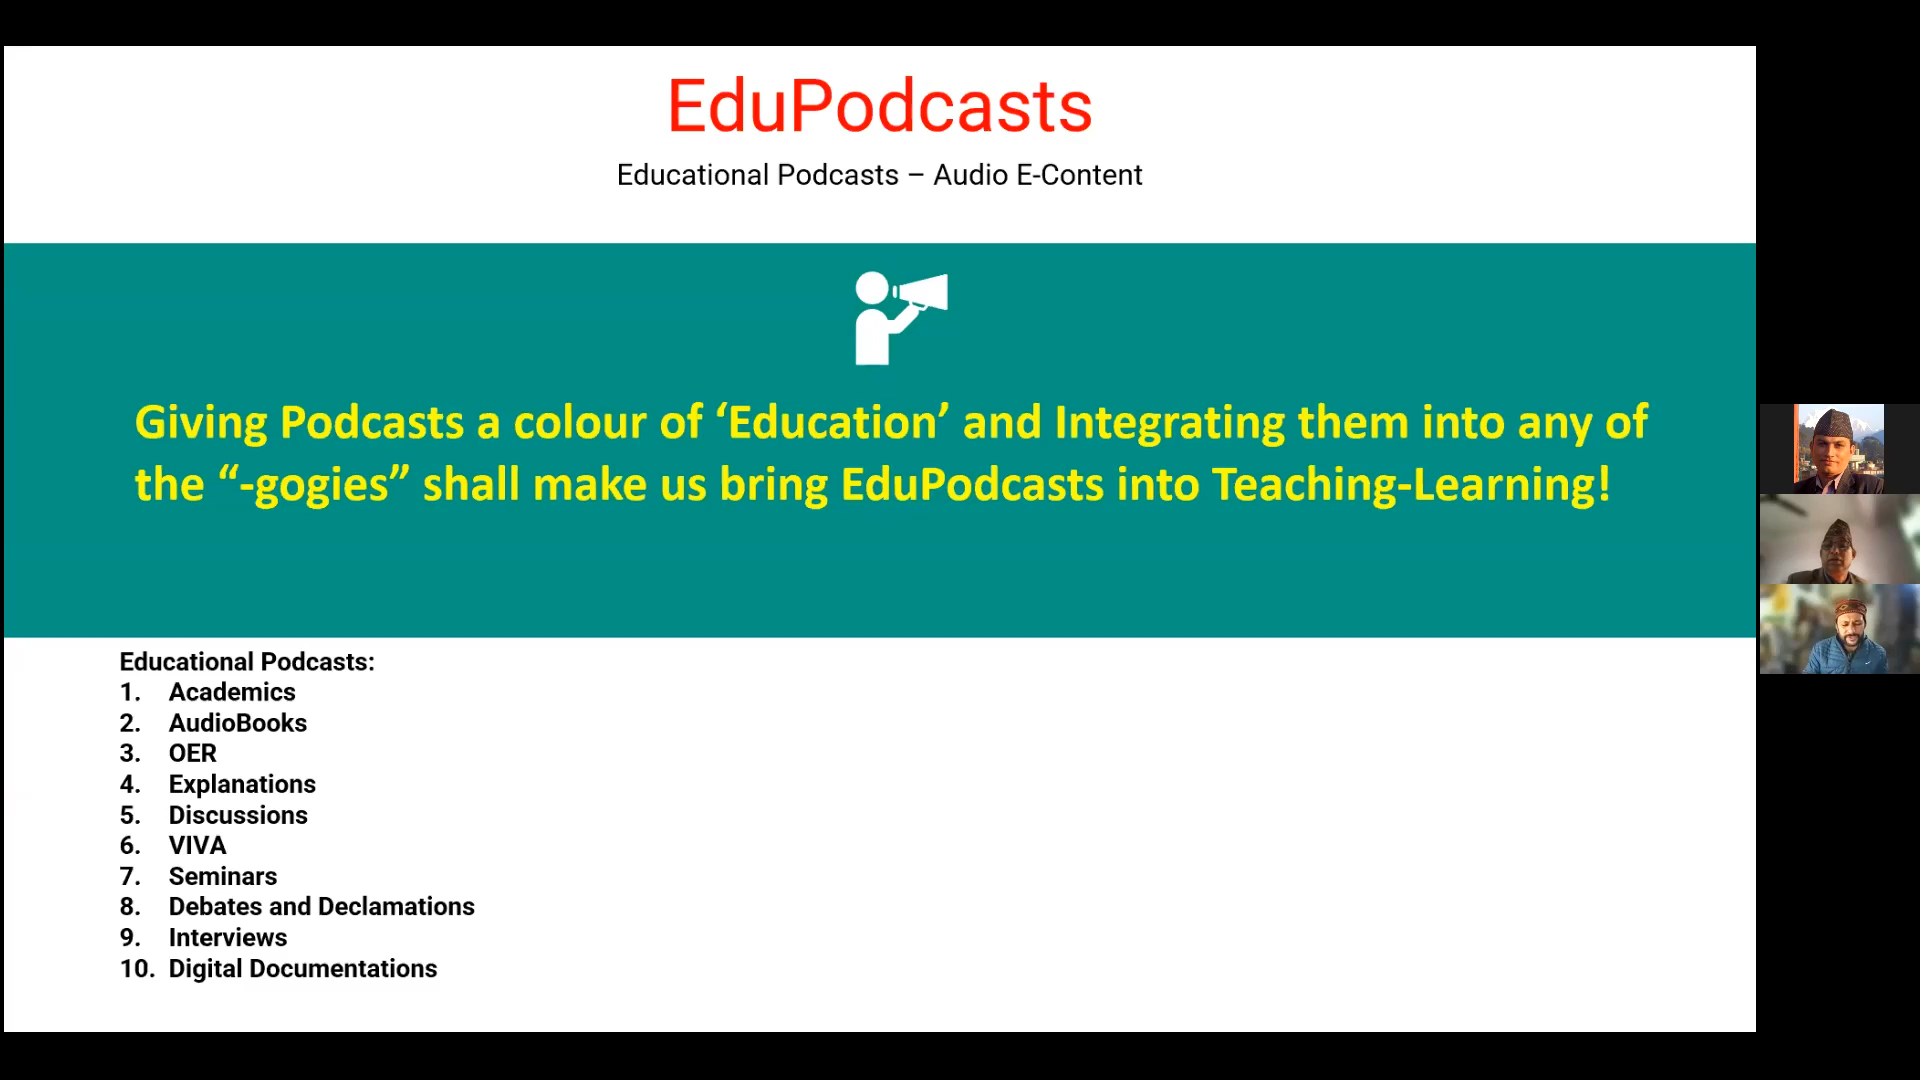 EduPodcasts
Educational Podcasts – Audio E-Content
Giving Podcasts a colour of ‘Education’ and Integrating them into any of
the “-gogies” shall make us bring EduPodcasts into Teaching-Learning!
Educational Podcasts:
1. Academics
2. AudioBooks
3. OER
4. Explanations
5. Discussions
6. VIVA
7. Seminars
8. Debates and Declamations
9. Interviews
10. Digital Documentations